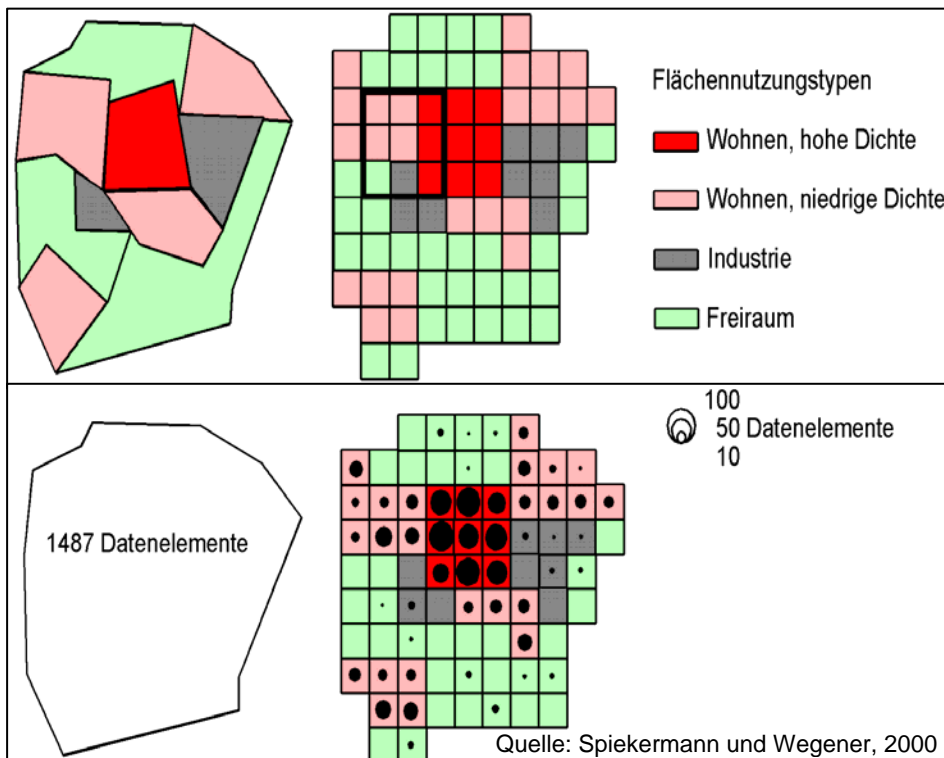 Flächennutzungstypen
Wohnen, hohe Dichte
Wohnen, niedrige Dichte
Industrie
Freiraum
1487 Datenelemente
100
50 Datenelemente
10
Quelle: Spiekermann und Wegener, 2000